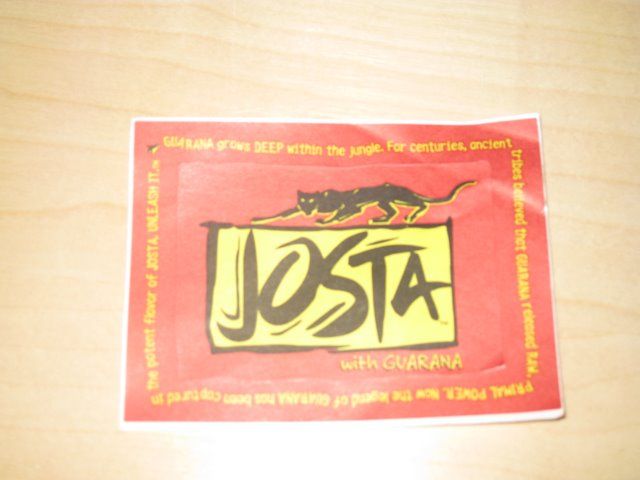 GUARANA grows DEEP within the jungle. For centuries, ancient
tribes believed that GUARANA released RAW,
PRIMAL POWER. Now the legend of GUARANA has been captured in
the potent flavor of JOSTA. UNLEASH IT.
JOSTA
with GUARANA